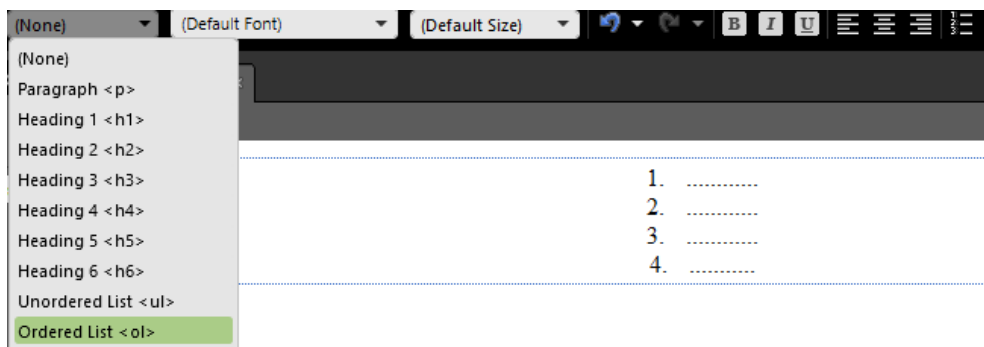 (None) (Default Font) (Default Size) B I U
(None)
Paragraph <p>
Heading 1 <h1>
Heading 2 <h2>
Heading 3 <h3>
Heading 4 <h4>
Heading 5 <h5>
Heading 6 <h6>
Unordered List <ul>
Ordered List <ol>
1. ............
2. ............
3. ............
4. ...........